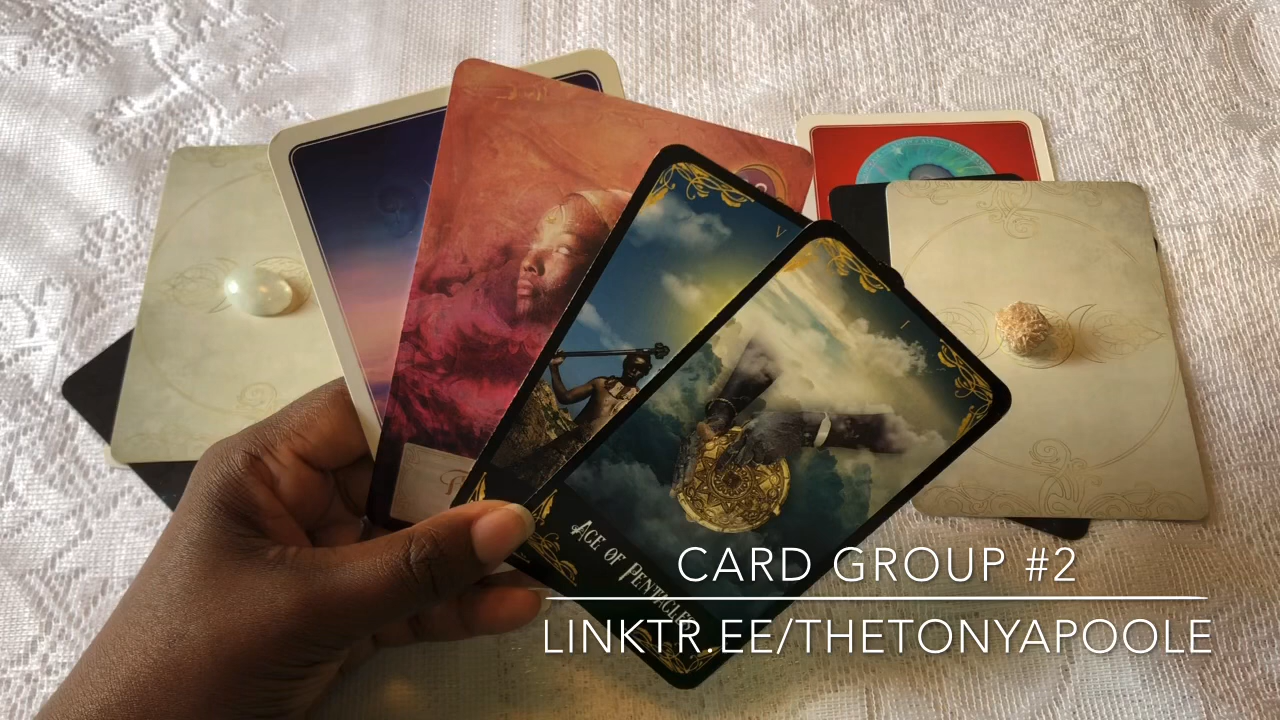 V
I
ACE OF PENTACLES
CARD GROUP #2
LINKTR.EE/THETONYAPOOLE